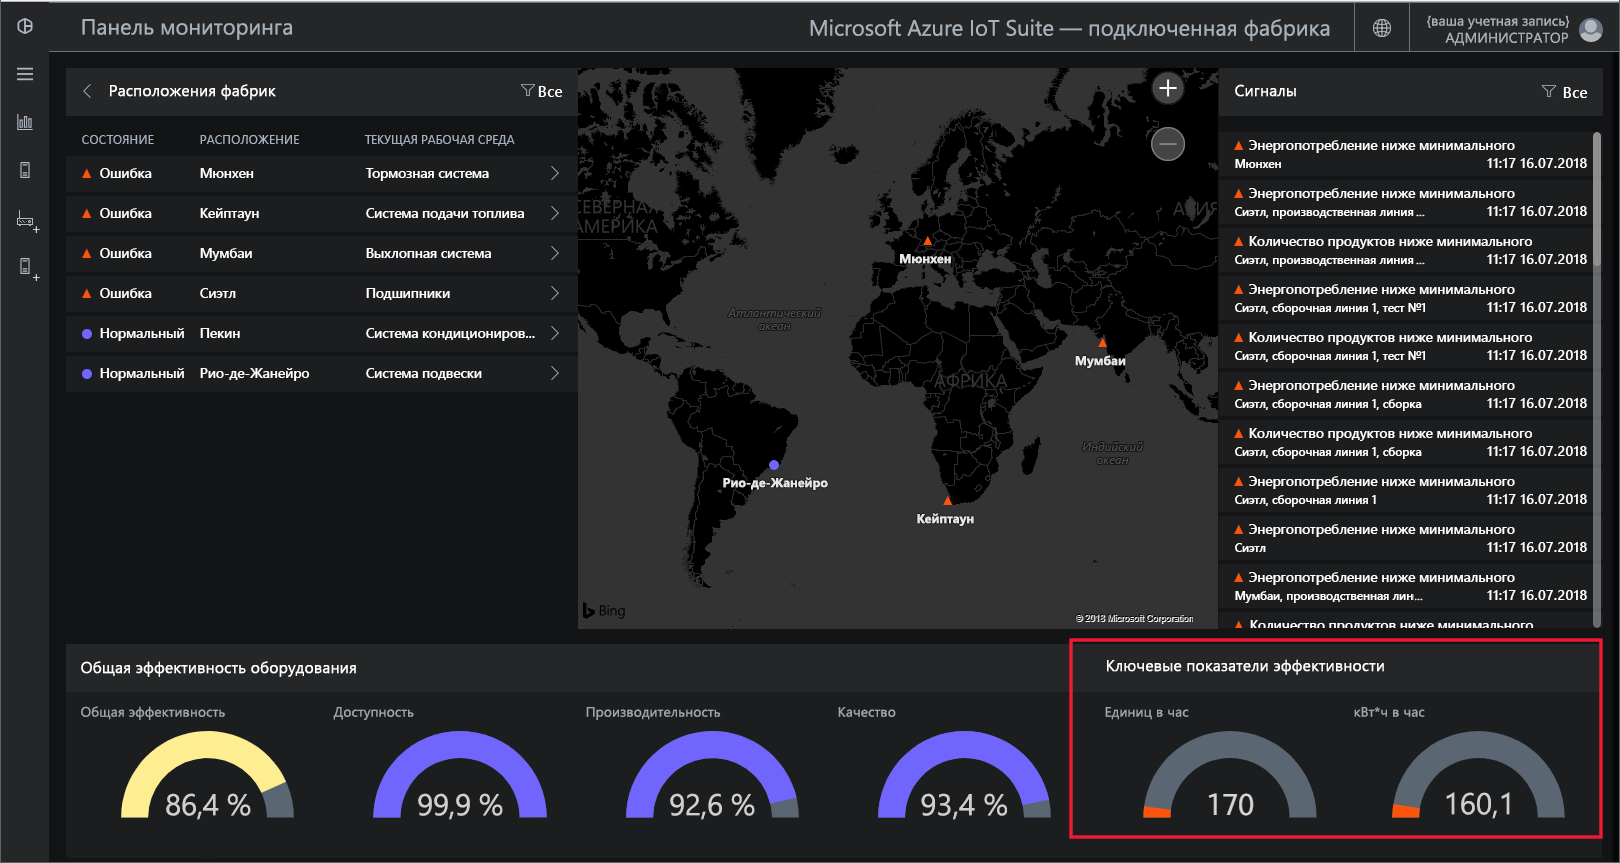 Панель мониторинга
Microsoft Azure IoT Suite — подключенная фабрика
{ваша учетная запись}
АДМИНИСТРАТОР
Расположения фабрик
Все
СОСТОЯНИЕ РАСПОЛОЖЕНИЕ ТЕКУЩАЯ РАБОЧАЯ СРЕДА
Ошибка Мюнхен Тормозная система
Ошибка Кейптаун Система подачи топлива
Ошибка Мумбаи Выхлопная система
Ошибка Сиэтл Подшипники
Нормальный Пекин Система кондициониров...
Нормальный Рио-де-Жанейро Система подвески
СЕВЕРНАЯ
АМЕРИКА
АЗИЯ
Мюнхен
Атлантический
океан
Мумбаи
АФРИКА
Индийский
океан
Рио-де-Жанейро
Кейптаун
Bing
© 2018 Microsoft Corporation
Сигналы
Все
Энергопотребление ниже минимального
Мюнхен 11:17 16.07.2018
Энергопотребление ниже минимального
Сиэтл, производственная линия ... 11:17 16.07.2018
Количество продуктов ниже минимального
Сиэтл, производственная линия ... 11:17 16.07.2018
Энергопотребление ниже минимального
Сиэтл, сборочная линия 1, тест №1 11:17 16.07.2018
Количество продуктов ниже минимального
Сиэтл, сборочная линия 1, тест №1 11:17 16.07.2018
Энергопотребление ниже минимального
Сиэтл, сборочная линия 1, сборка 11:17 16.07.2018
Количество продуктов ниже минимального
Сиэтл, сборочная линия 1, сборка 11:17 16.07.2018
Энергопотребление ниже минимального
Сиэтл, сборочная линия 1 11:17 16.07.2018
Энергопотребление ниже минимального
Сиэтл 11:17 16.07.2018
Энергопотребление ниже минимального
Мумбаи, производственная лин... 11:17 16.07.2018
Количество продуктов ниже минимального
Общая эффективность оборудования
Общая эффективность
86,4 %
Доступность
99,9 %
Производительность
92,6 %
Качество
93,4 %
Ключевые показатели эффективности
Единиц в час
170
кВт*ч в час
160,1